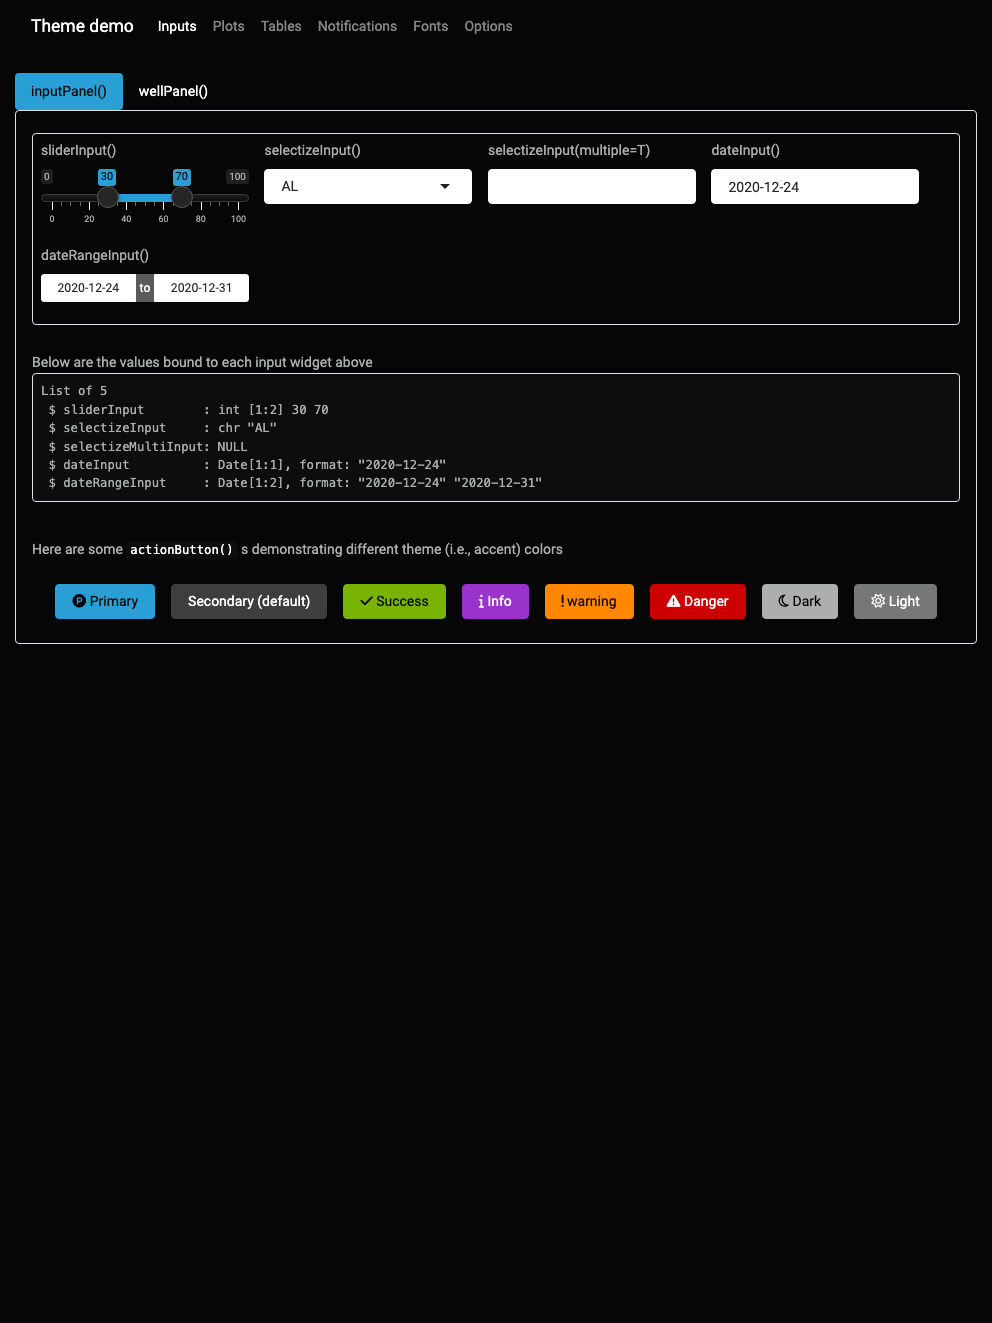 Theme demo Inputs Plots Tables Notifications Fonts Options
inputPanel() wellPanel()
sliderInput() selectizeInput() selectizeInput(multiple=T) dateInput()
0 30 70 100
AL 2020-12-24
0 20 40 60 80 100
dateRangeInput()
2020-12-24 to 2020-12-31
Below are the values bound to each input widget above
List of 5
 $ sliderInput        : int [1:2] 30 70
 $ selectizeInput     : chr "AL"
 $ selectizeMultiInput: NULL
 $ dateInput          : Date[1:1], format: "2020-12-24"
 $ dateRangeInput     : Date[1:2], format: "2020-12-24" "2020-12-31"
Here are some actionButton() s demonstrating different theme (i.e., accent) colors
Primary Secondary (default) Success Info warning Danger Dark Light